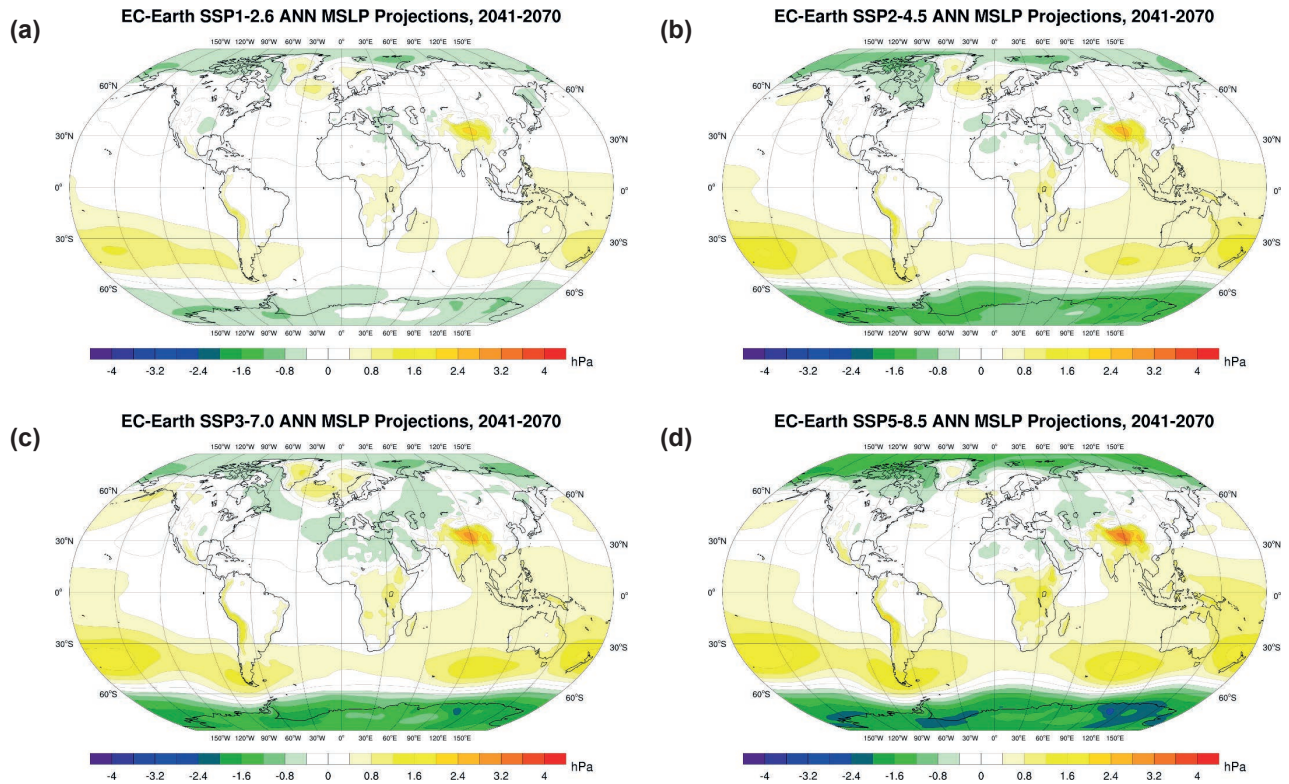 (a)
EC-Earth SSP1-2.6 ANN MSLP Projections, 2041-2070
150°W 120°W 90°W 60°W 30°W 0° 30°E 60°E 90°E 120°E 150°E
60°N 60°N
30°N 30°N
0° 0°
30°S 30°S
60°S 60°S
150°W 120°W 90°W 60°W 30°W 0° 30°E 60°E 90°E 120°E 150°E
-4 -3.2 -2.4 -1.6 -0.8 0 0.8 1.6 2.4 3.2 4 hPa
(b)
EC-Earth SSP2-4.5 ANN MSLP Projections, 2041-2070
150°W 120°W 90°W 60°W 30°W 0° 30°E 60°E 90°E 120°E 150°E
60°N 60°N
30°N 30°N
0° 0°
30°S 30°S
60°S 60°S
150°W 120°W 90°W 60°W 30°W 0° 30°E 60°E 90°E 120°E 150°E
-4 -3.2 -2.4 -1.6 -0.8 0 0.8 1.6 2.4 3.2 4 hPa
(c)
EC-Earth SSP3-7.0 ANN MSLP Projections, 2041-2070
150°W 120°W 90°W 60°W 30°W 0° 30°E 60°E 90°E 120°E 150°E
60°N 60°N
30°N 30°N
0° 0°
30°S 30°S
60°S 60°S
150°W 120°W 90°W 60°W 30°W 0° 30°E 60°E 90°E 120°E 150°E
-4 -3.2 -2.4 -1.6 -0.8 0 0.8 1.6 2.4 3.2 4 hPa
(d)
EC-Earth SSP5-8.5 ANN MSLP Projections, 2041-2070
150°W 120°W 90°W 60°W 30°W 0° 30°E 60°E 90°E 120°E 150°E
60°N 60°N
30°N 30°N
0° 0°
30°S 30°S
60°S 60°S
150°W 120°W 90°W 60°W 30°W 0° 30°E 60°E 90°E 120°E 150°E
-4 -3.2 -2.4 -1.6 -0.8 0 0.8 1.6 2.4 3.2 4 hPa